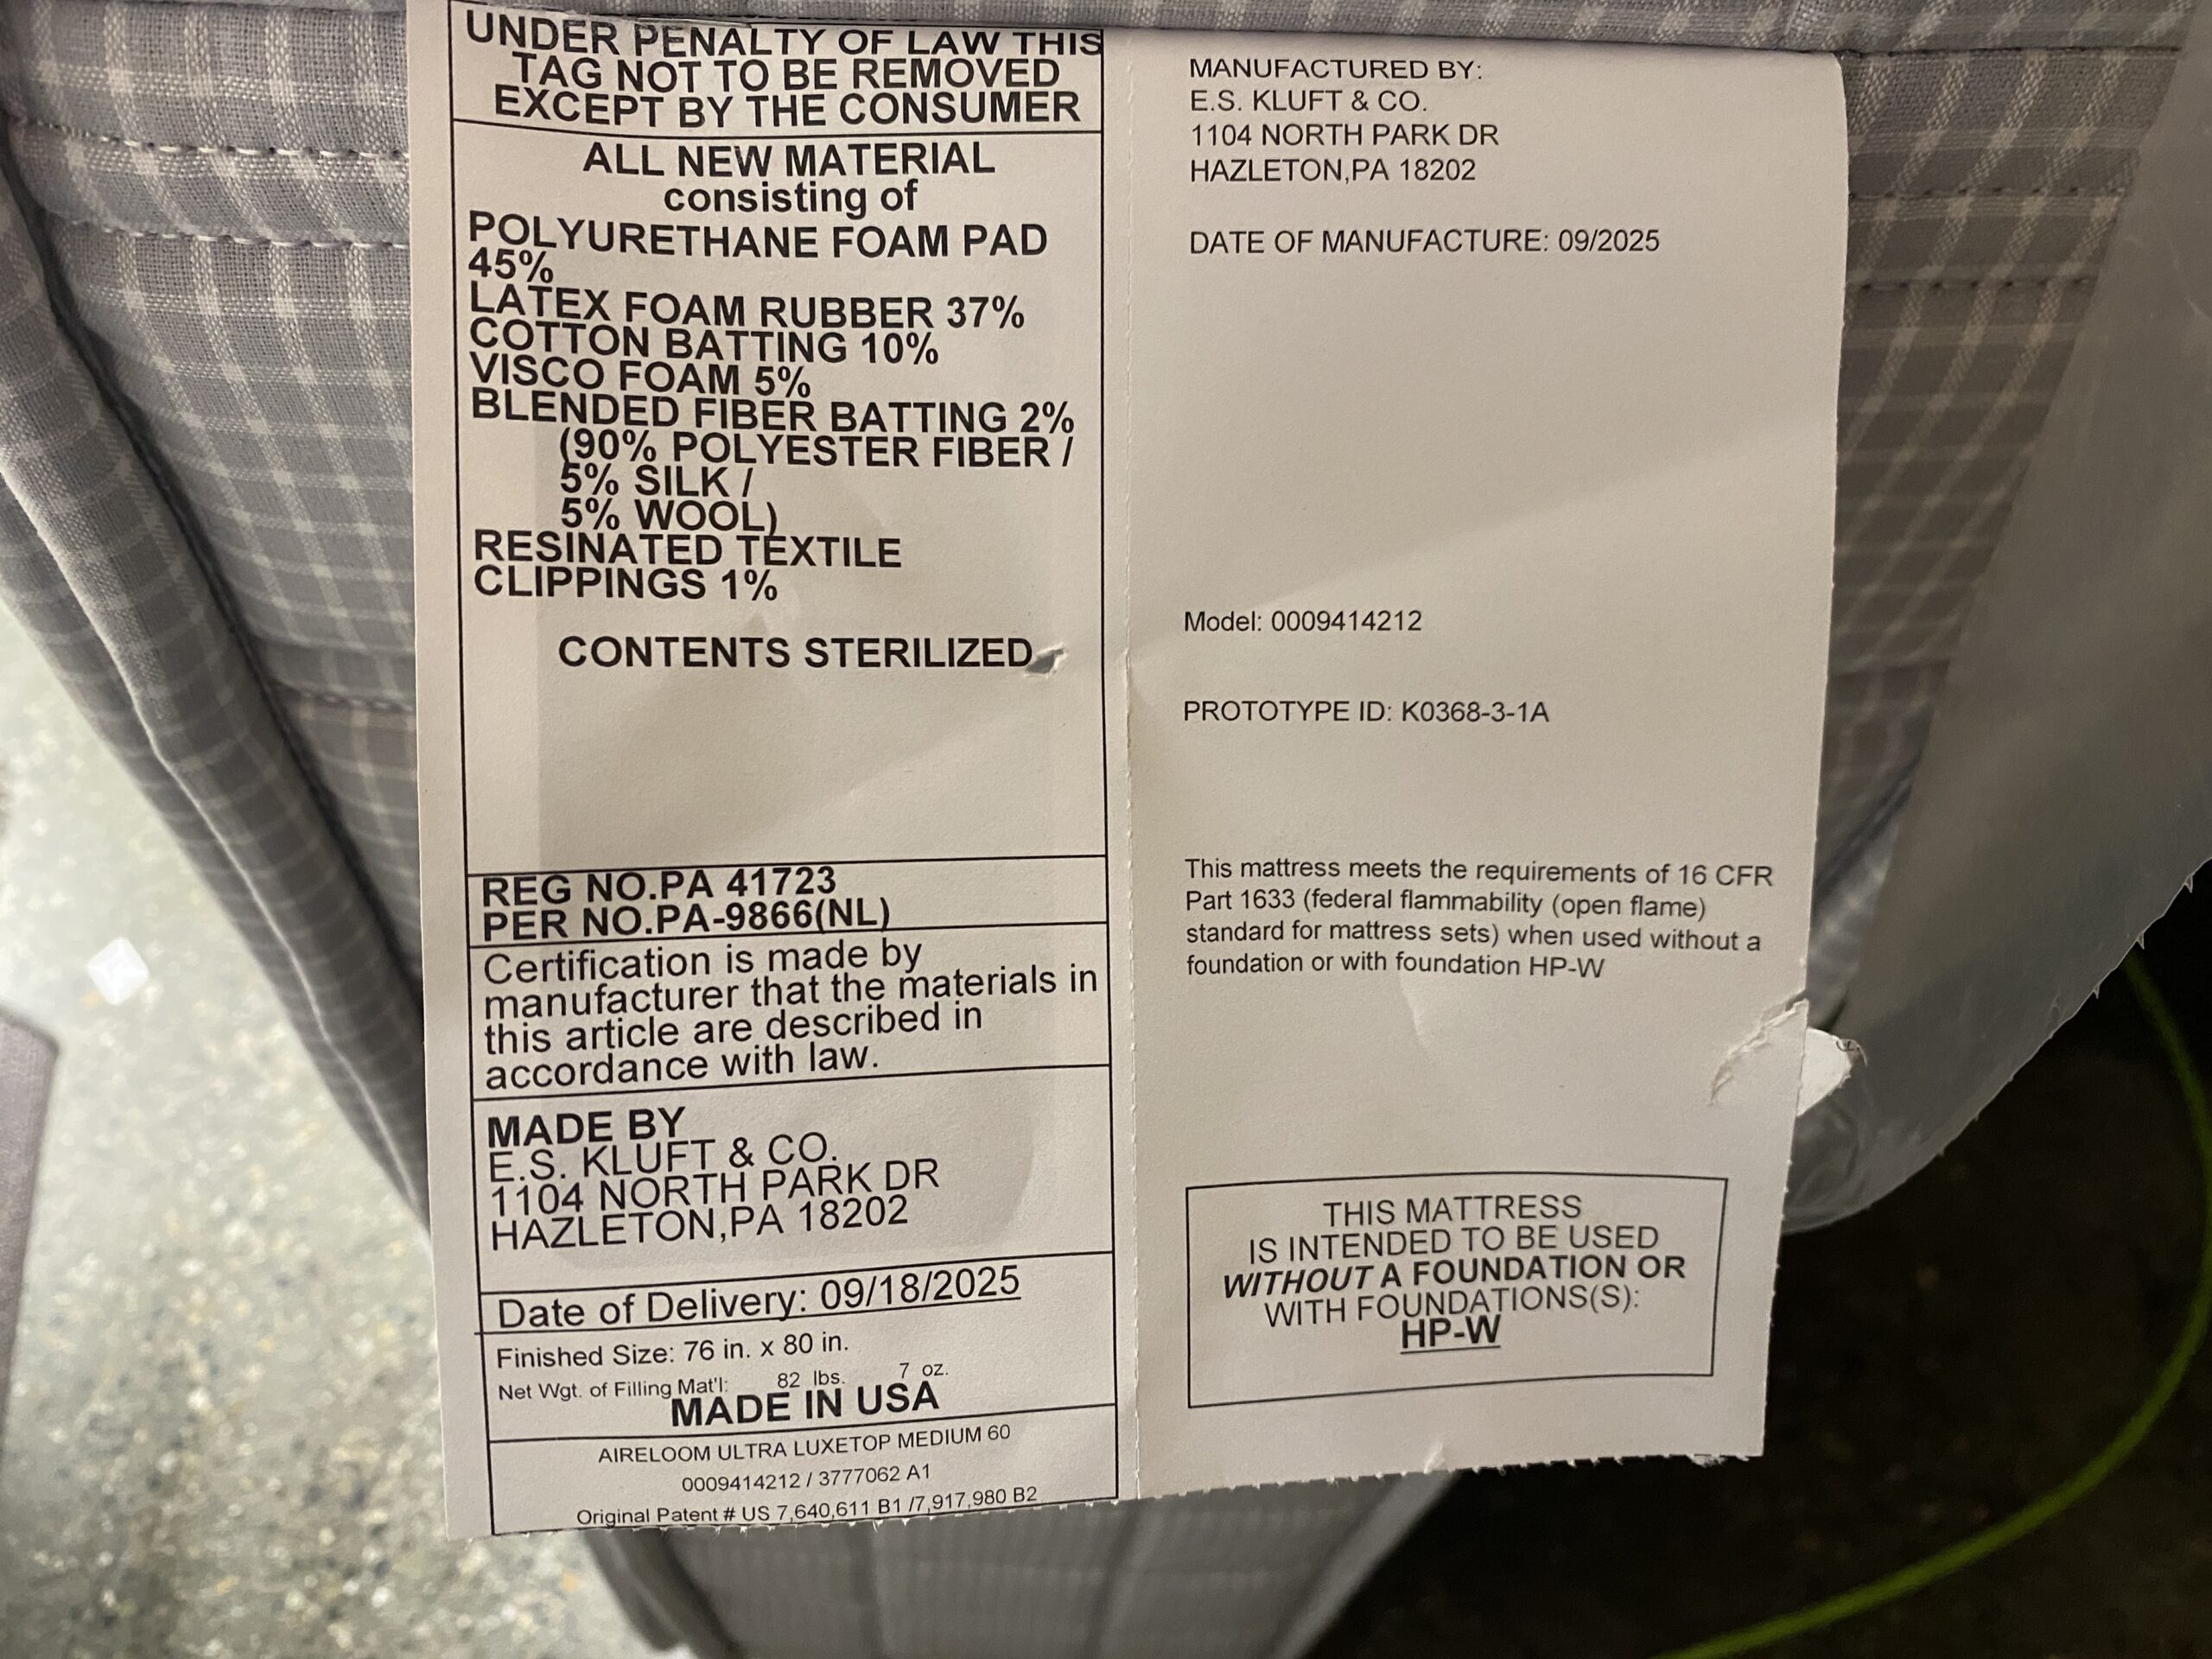 UNDER PENALTY OF LAW THIS
TAG NOT TO BE REMOVED
EXCEPT BY THE CONSUMER
ALL NEW MATERIAL
consisting of
POLYURETHANE FOAM PAD
45%
LATEX FOAM RUBBER 37%
COTTON BATTING 10%
VISCO FOAM 5%
BLENDED FIBER BATTING 2%
(90% POLYESTER FIBER /
5% SILK /
5% WOOL)
RESINATED TEXTILE
CLIPPINGS 1%
CONTENTS STERILIZED
REG NO.PA 41723
PER NO.PA-9866(NL)
Certification is made by
manufacturer that the materials in
this article are described in
accordance with law.
MADE BY
E.S. KLUFT & CO.
1104 NORTH PARK DR
HAZLETON,PA 18202
Date of Delivery: 09/18/2025
Finished Size: 76 in. x 80 in.
Net Wgt. of Filling Mat'l: 82 lbs. 7 oz.
MADE IN USA
AIRELOOM ULTRA LUXETOP MEDIUM 60
0009414212 / 3777062 A1
Original Patent # US 7,640,611 B1 /7,917,980 B2
MANUFACTURED BY:
E.S. KLUFT & CO.
1104 NORTH PARK DR
HAZLETON,PA 18202
DATE OF MANUFACTURE: 09/2025
Model: 0009414212
PROTOTYPE ID: K0368-3-1A
This mattress meets the requirements of 16 CFR
Part 1633 (federal flammability (open flame)
standard for mattress sets) when used without a
foundation or with foundation HP-W
THIS MATTRESS
IS INTENDED TO BE USED
WITHOUT A FOUNDATION OR
WITH FOUNDATIONS(S):
HP-W